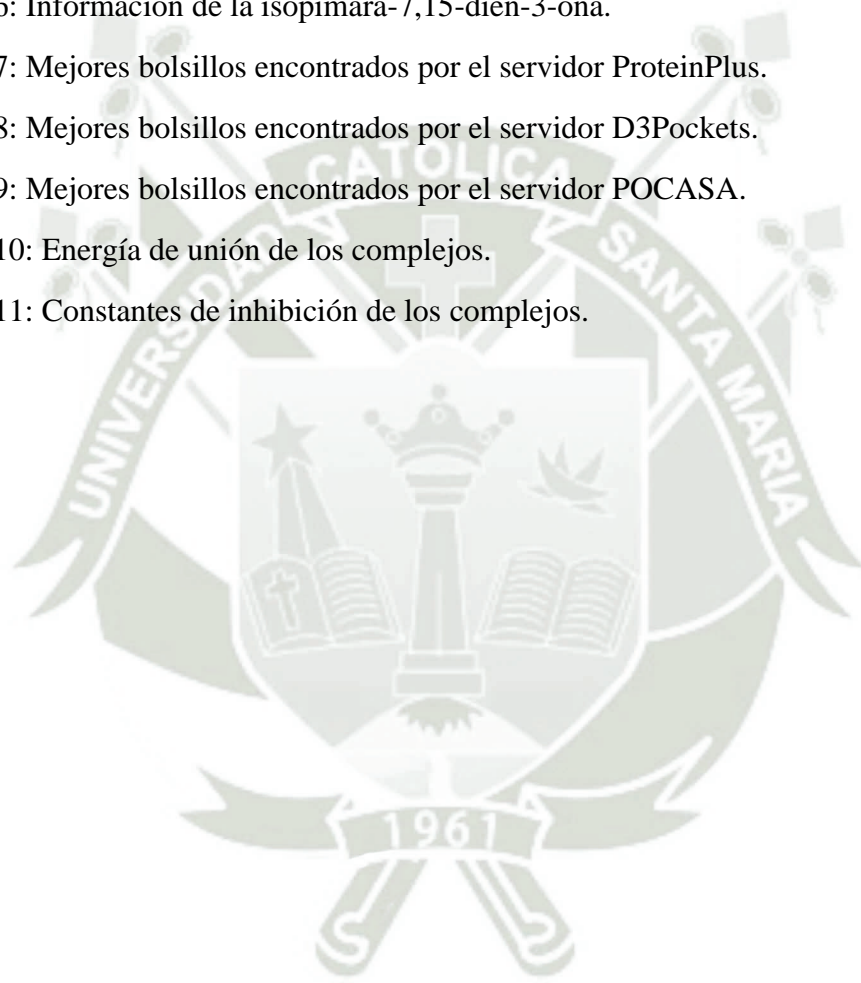 6: Información de la isopimara-7,15-dien-3-ona.
7: Mejores bolsillos encontrados por el servidor ProteinPlus.
8: Mejores bolsillos encontrados por el servidor D3Pockets.
9: Mejores bolsillos encontrados por el servidor POCASA.
10: Energía de unión de los complejos.
11: Constantes de inhibición de los complejos.
UNIVERSIDAD CATOLICA SANTA MARIA
1961